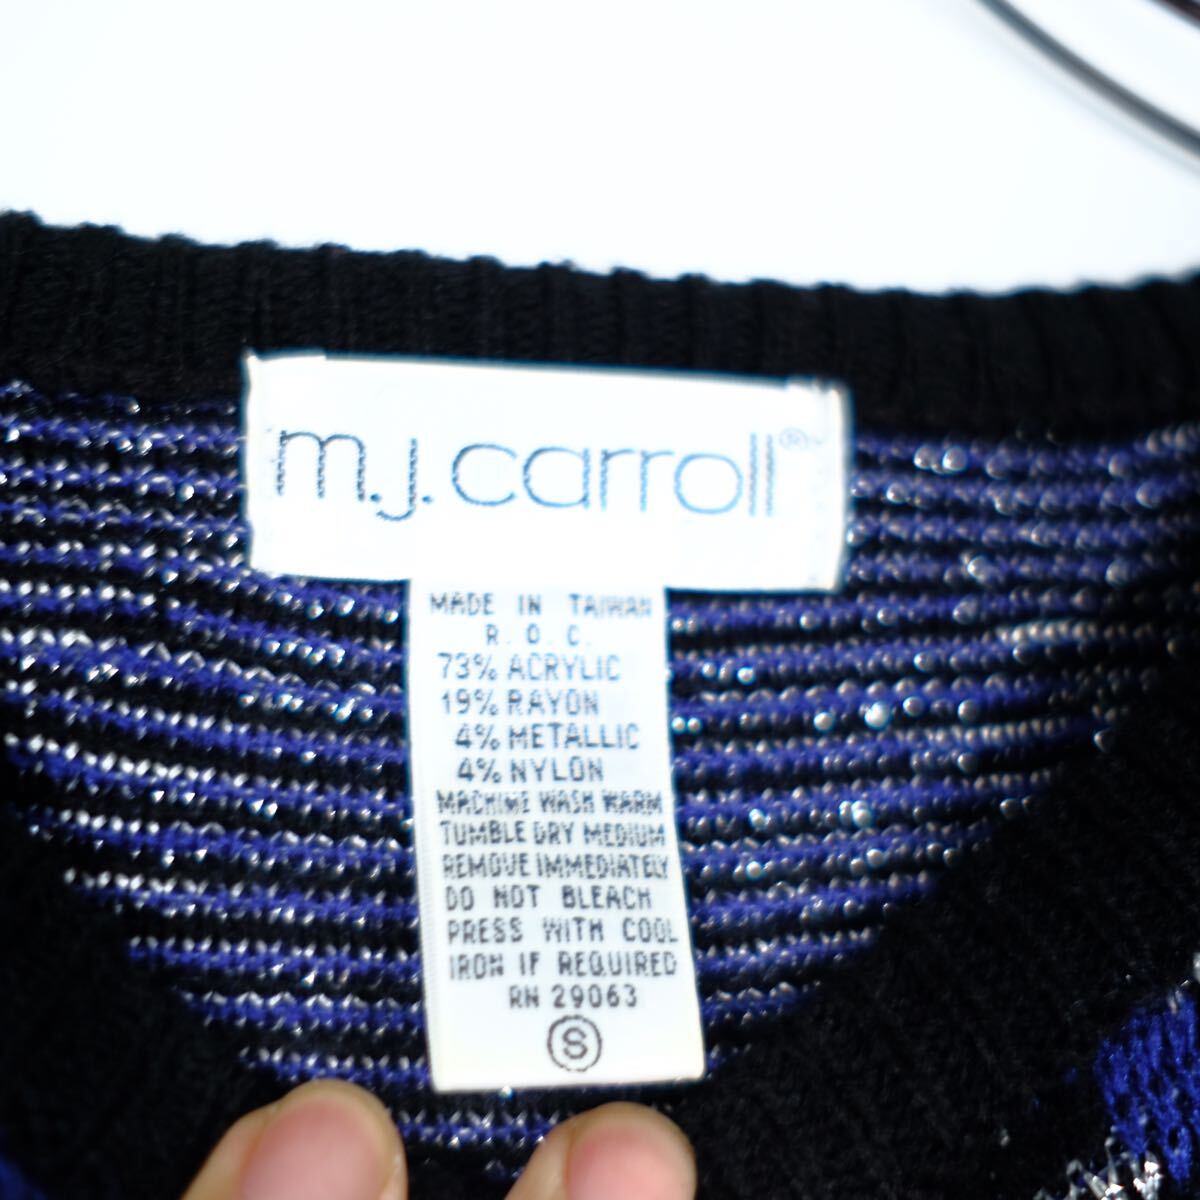 m.j. carroll®
MADE IN TAIWAN
R. O. C.
73% ACRYLIC
19% RAYON
4% METALLIC
4% NYLON
MACHINE WASH WARM
TUMBLE DRY MEDIUM
REMOVE IMMEDIATELY
DO NOT BLEACH
PRESS WITH COOL
IRON IF REQUIRED
RN 29063
S